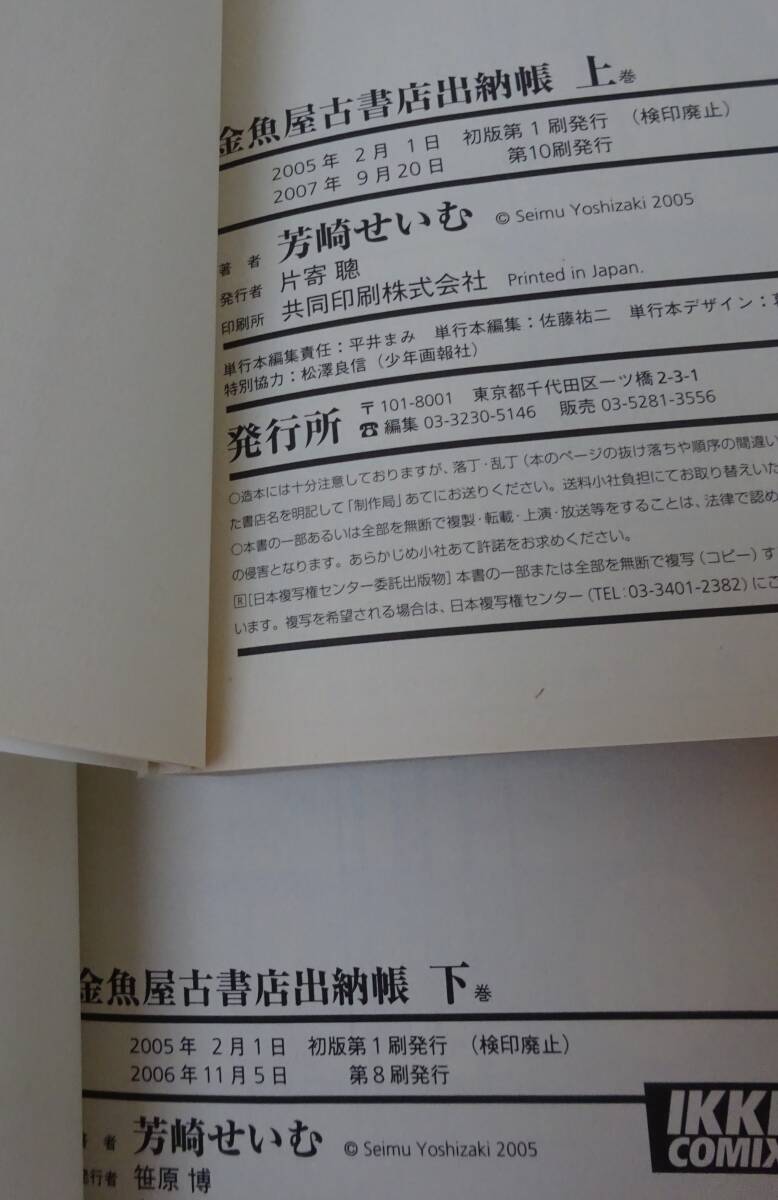 金魚屋古書店出納帳 上巻
2005年 2月 1日 初版第1刷発行 (検印廃止)
2007年 9月20日 第10刷発行
著者 芳崎せいむ © Seimu Yoshizaki 2005
発行者 片寄 聰
印刷所 共同印刷株式会社 Printed in Japan.
単行本編集責任:平井まみ 単行本編集:佐藤祐二 単行本デザイン:
特別協力:松澤良信(少年画報社)
発行所 〒101-8001 東京都千代田区一ツ橋2-3-1
☎編集 03-3230-5146 販売 03-5281-3556
○造本には十分注意しておりますが、落丁・乱丁(本のページの抜け落ちや順序の間違い
た書店名を明記して「制作局」あてにお送りください。送料小社負担にてお取り替えいた
○本書の一部あるいは全部を無断で複製・転載・上演・放送等をすることは、法律で認め
の侵害となります。あらかじめ小社あて許諾をお求めください。
®[日本複写権センター委託出版物]本書の一部または全部を無断で複写(コピー)す
います。複写を希望される場合は、日本複写権センター(TEL:03-3401-2382)にご
金魚屋古書店出納帳 下巻
2005年 2月1日 初版第1刷発行 (検印廃止)
2006年11月5日 第8刷発行
著者 芳崎せいむ © Seimu Yoshizaki 2005
発行者 笹原 博
IKKI
COMIX